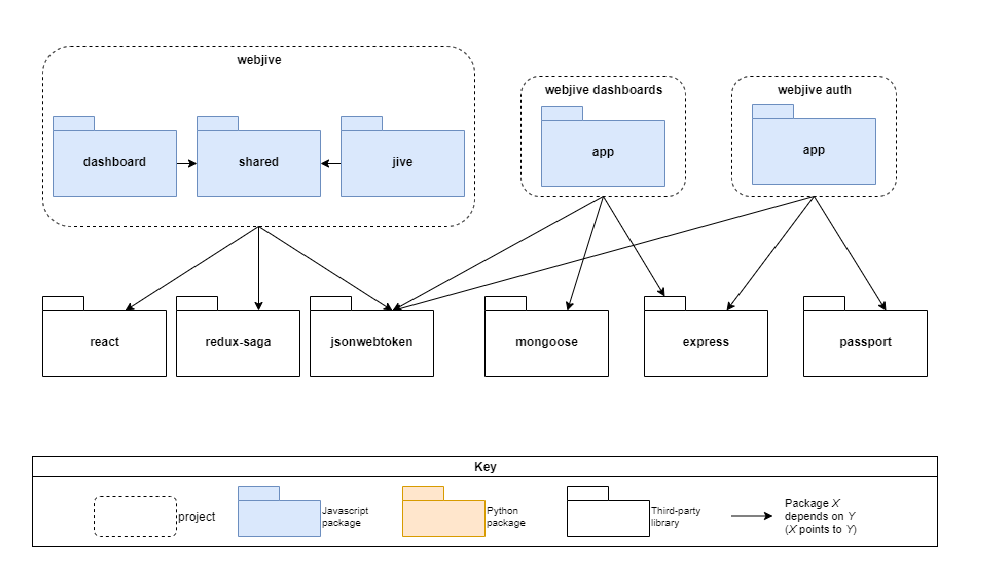 webjive
webjive dashboards
webjive auth
dashboard
shared
jive
app
app
react
redux-saga
jsonwebtoken
mongoose
express
passport
Key
project
Javascript
package
Python
package
Third-party
library
Package X
depends on Y
(X points to Y)